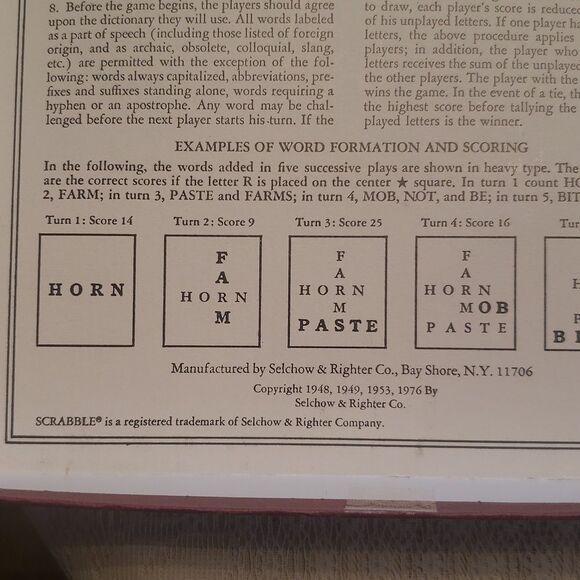 8. Before the game begins, the players should agree
upon the dictionary they will use. All words labeled
as a part of speech (including those listed of foreign
origin, and as archaic, obsolete, colloquial, slang,
etc.) are permitted with the exception of the fol-
lowing: words always capitalized, abbreviations, pre-
fixes and suffixes standing alone, words requiring a
hyphen or an apostrophe. Any word may be chal-
lenged before the next player starts his turn. If the
to draw, each player's score is reduced
of his unplayed letters. If one player ha
letters, the above procedure applies
players; in addition, the player who
letters receives the sum of the unplayed
the other players. The player with the
wins the game. In the event of a tie, th
the highest score before tallying the
played letters is the winner.
EXAMPLES OF WORD FORMATION AND SCORING
In the following, the words added in five successive plays are shown in heavy type. The
are the correct scores if the letter R is placed on the center ★ square. In turn 1 count HO
2, FARM; in turn 3, PASTE and FARMS; in turn 4, MOB, NOT, and BE; in turn 5, BIT
Turn 1: Score 14
HORN
Turn 2: Score 9
F
A
HORN
M
Turn 3: Score 25
F
A
HORN
M
PASTE
Turn 4: Score 16
F
A
HORN
MOB
PASTE
Tur
H
P
B I
Manufactured by Selchow & Righter Co., Bay Shore, N.Y. 11706
Copyright 1948, 1949, 1953, 1976 By
Selchow & Righter Co.
SCRABBLE® is a registered trademark of Selchow & Righter Company.